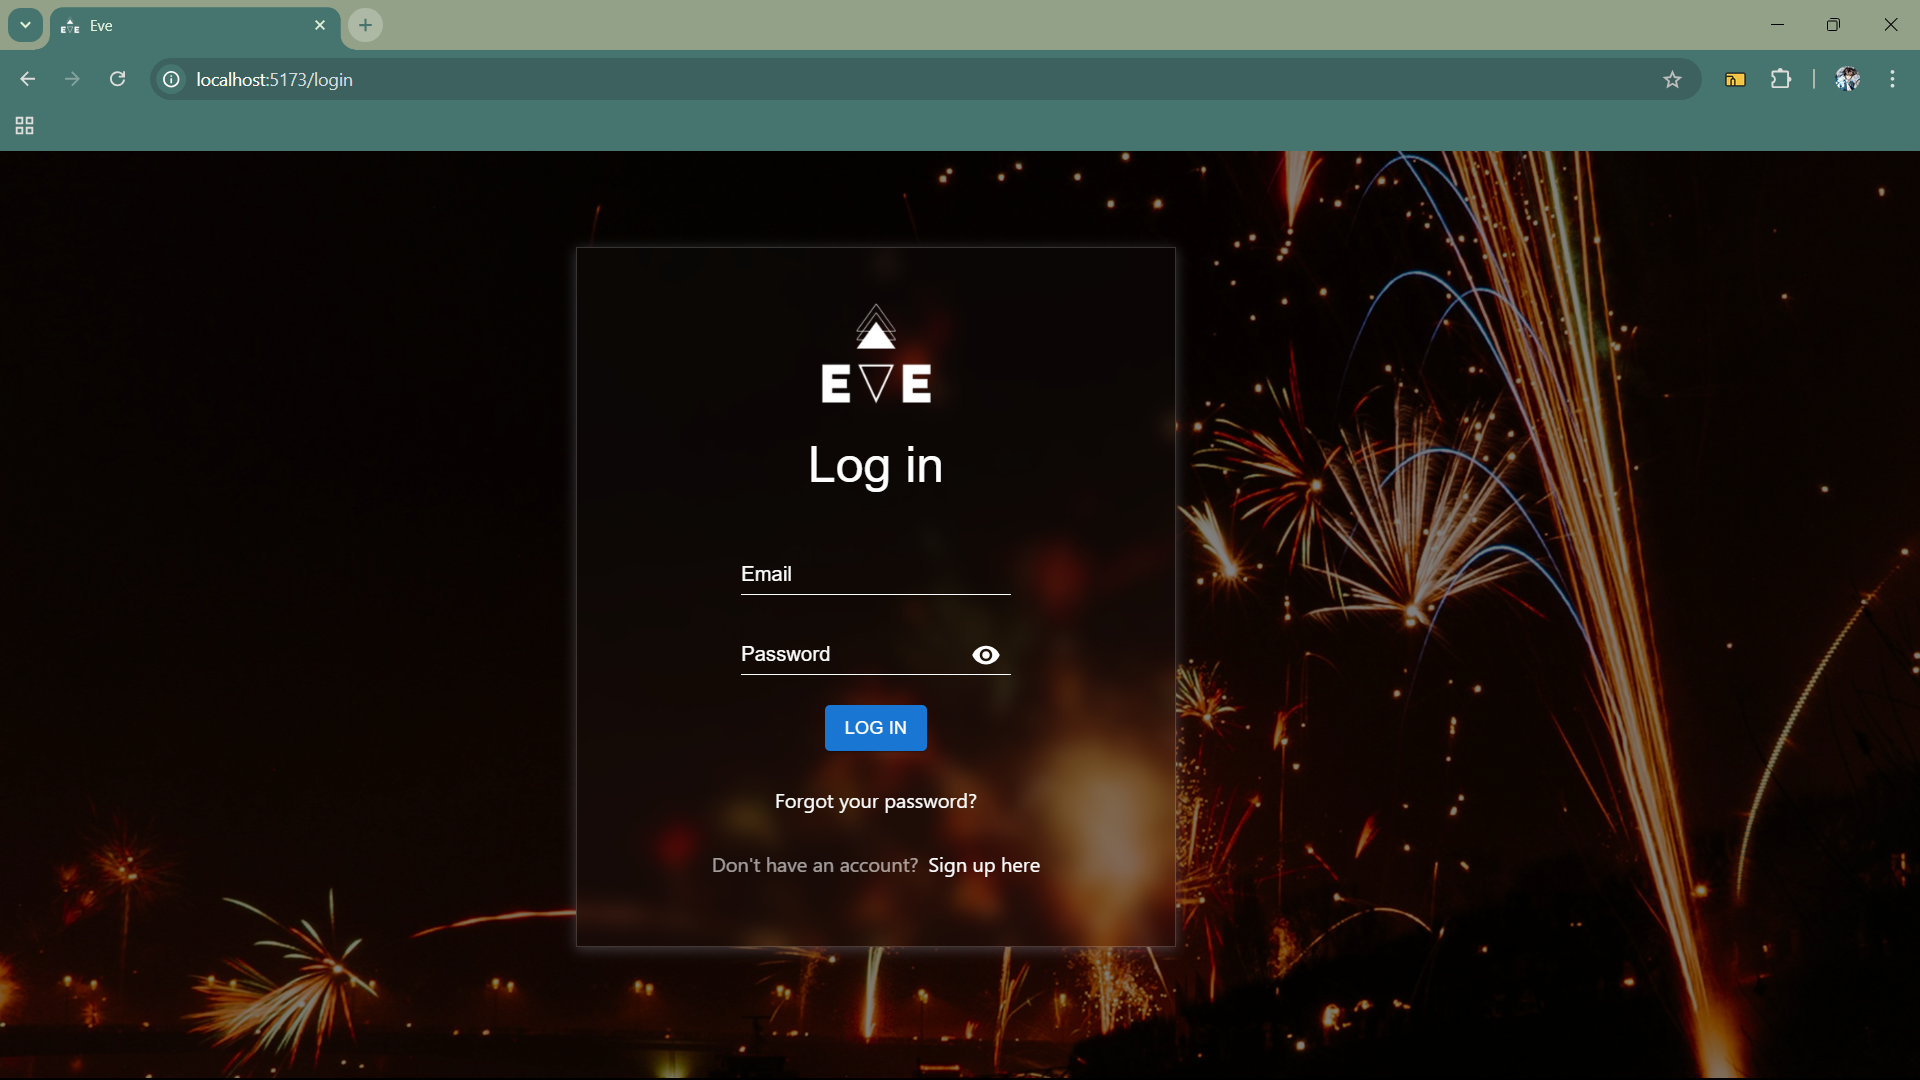 Eve
localhost:5173/login
EVE
Log in
Email
Password
LOG IN
Forgot your password?
Don't have an account? Sign up here